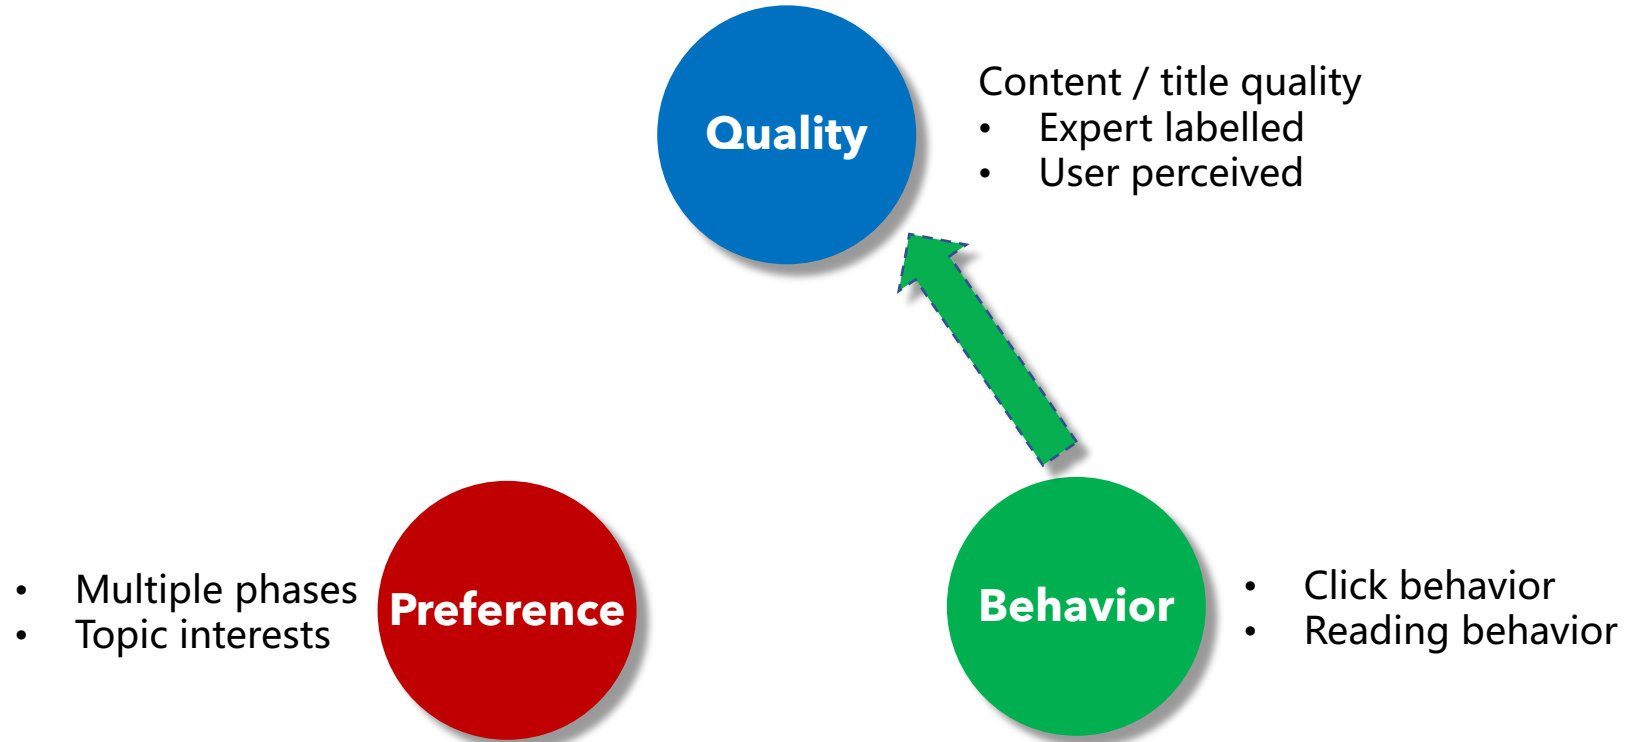 Quality
Content / title quality
• Expert labelled
• User perceived
• Multiple phases
• Topic interests
Preference
Behavior
• Click behavior
• Reading behavior